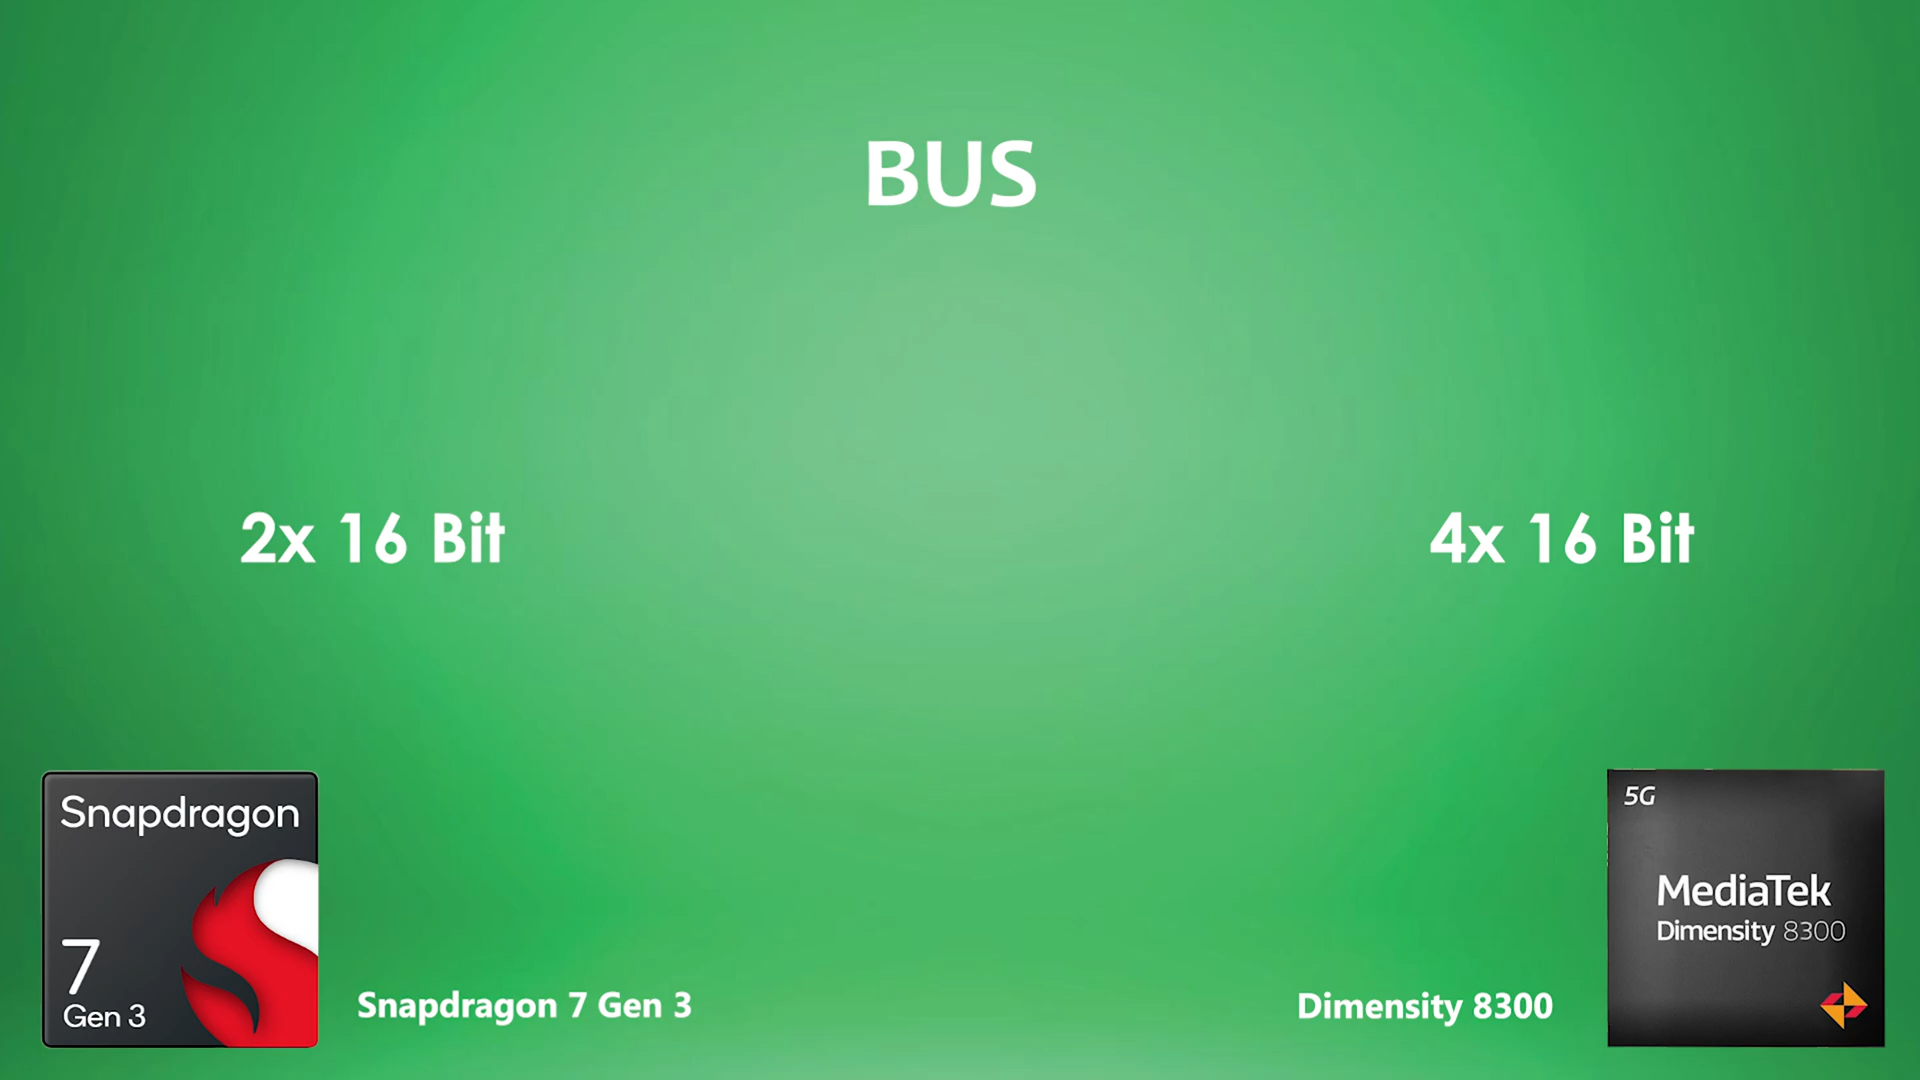 BUS
2x 16 Bit
4x 16 Bit
Snapdragon
7
Gen 3
Snapdragon 7 Gen 3
Dimensity 8300
5G
MediaTek
Dimensity 8300